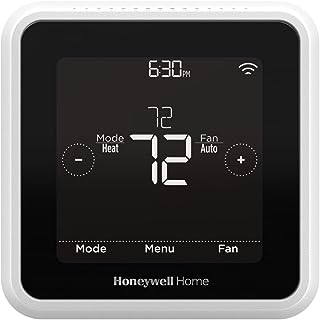 6:30PM
72
Mode Heat
72
Fan Auto
− +
Mode Menu Fan
Honeywell Home